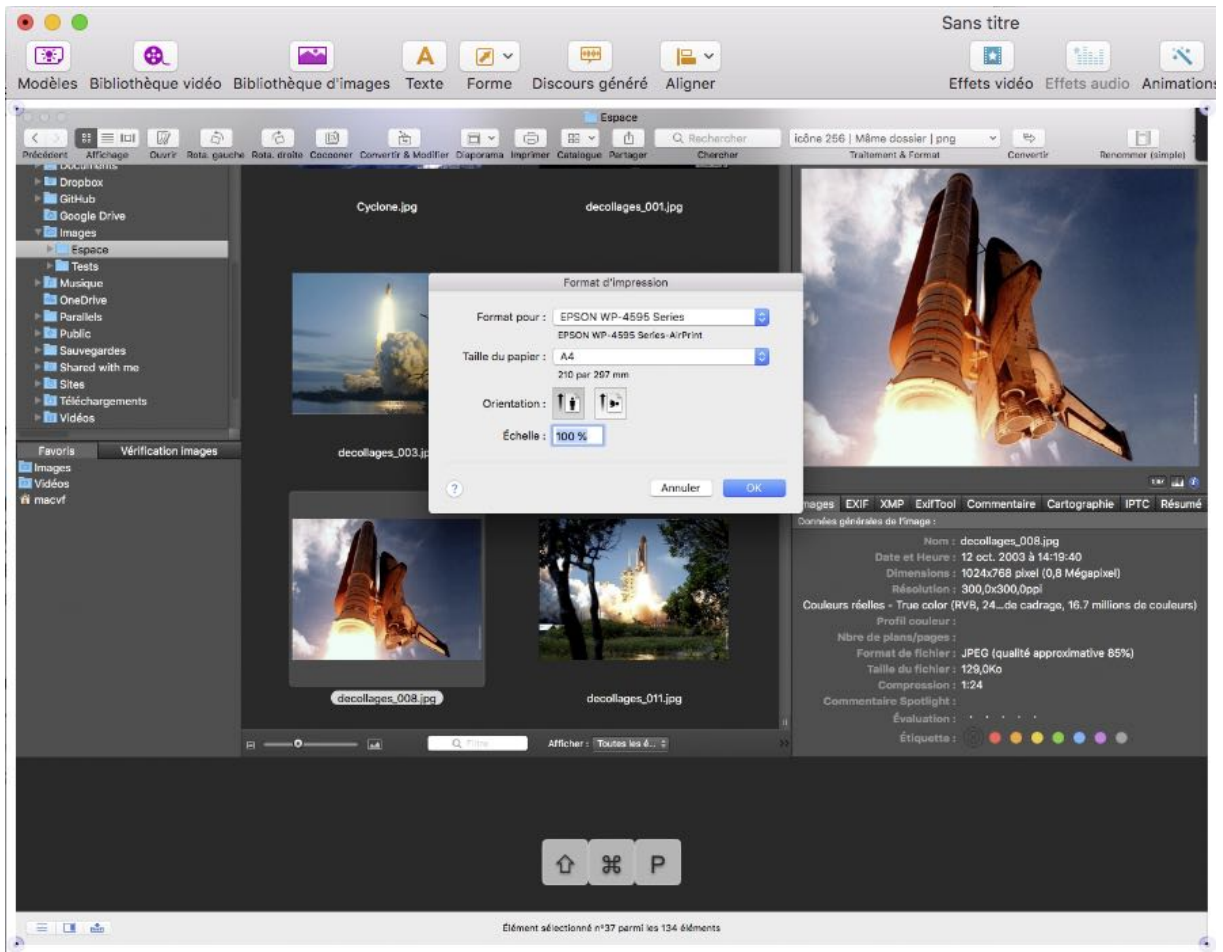 Sans titre
Modèles Bibliothèque vidéo Bibliothèque d'images Texte Forme Discours généré Aligner Effets vidéo Effets audio Animations
Espace
Rechercher
icône 256 | Même dossier | png
Précédent Affichage Ouvrir Rota. gauche Rota. droite Cocooner Convertir & Modifier Diaporama Imprimer Catalogue Partager Chercher Traitement & Format Convertir Renommer (simple)
Documents
Dropbox
GitHub
Google Drive
Images
Espace
Tests
Musique
OneDrive
Parallels
Public
Sauvegardes
Shared with me
Sites
Téléchargements
Vidéos
Favoris Vérification images
Images
Vidéos
macvf
Cyclone.jpg
decollages_001.jpg
decollages_003.jp
decollages_008.jpg
decollages_011.jpg
Filtre
Afficher : Toutes les é...
Format d'impression
Format pour : EPSON WP-4595 Series
EPSON WP-4595 Series-AirPrint
Taille du papier : A4
210 par 297 mm
Orientation :
Échelle : 100 %
?
Annuler OK
Images EXIF XMP ExifTool Commentaire Cartographie IPTC Résumé
Données générales de l'image :
Nom : decollages_008.jpg
Date et Heure : 12 oct. 2003 à 14:19:40
Dimensions : 1024x768 pixel (0,8 Mégapixel)
Résolution : 300,0x300,0ppi
Couleurs réelles - True color (RVB, 24...de cadrage, 16.7 millions de couleurs)
Profil couleur :
Nbre de plans/pages :
Format de fichier : JPEG (qualité approximative 85%)
Taille du fichier : 129,0Ko
Compression : 1:24
Commentaire Spotlight :
Évaluation :
Étiquette :
⇧ ⌘ P
Élément sélectionné n°37 parmi les 134 éléments